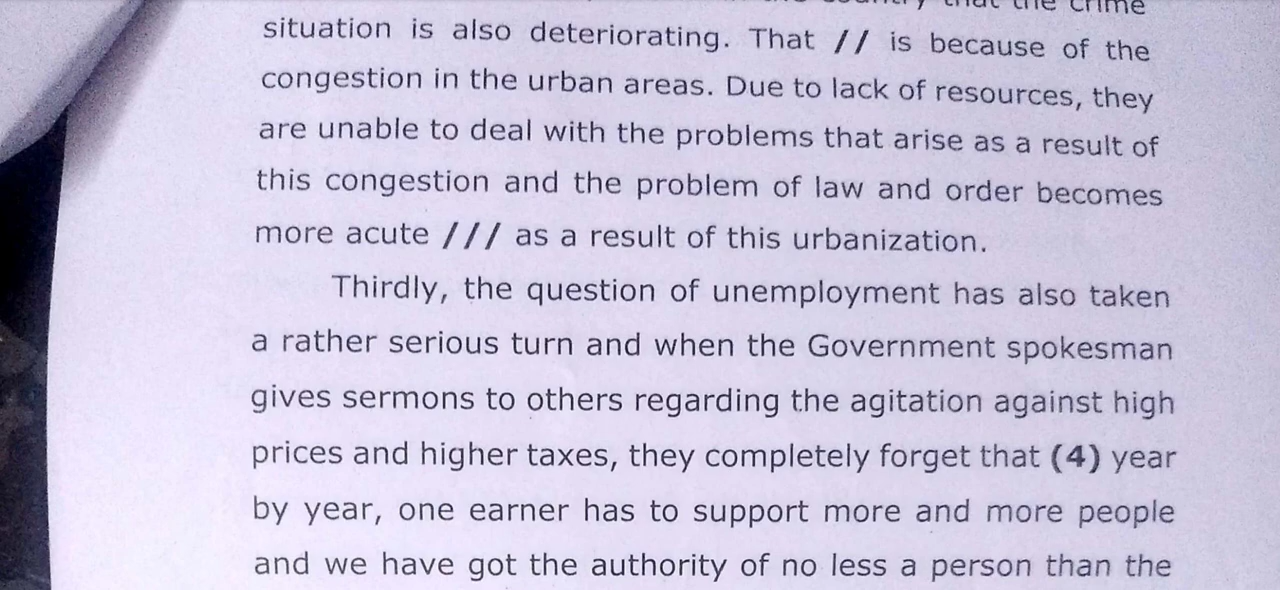 that the crime
situation is also deteriorating. That // is because of the
congestion in the urban areas. Due to lack of resources, they
are unable to deal with the problems that arise as a result of
this congestion and the problem of law and order becomes
more acute /// as a result of this urbanization.
Thirdly, the question of unemployment has also taken
a rather serious turn and when the Government spokesman
gives sermons to others regarding the agitation against high
prices and higher taxes, they completely forget that (4) year
by year, one earner has to support more and more people
and we have got the authority of no less a person than the